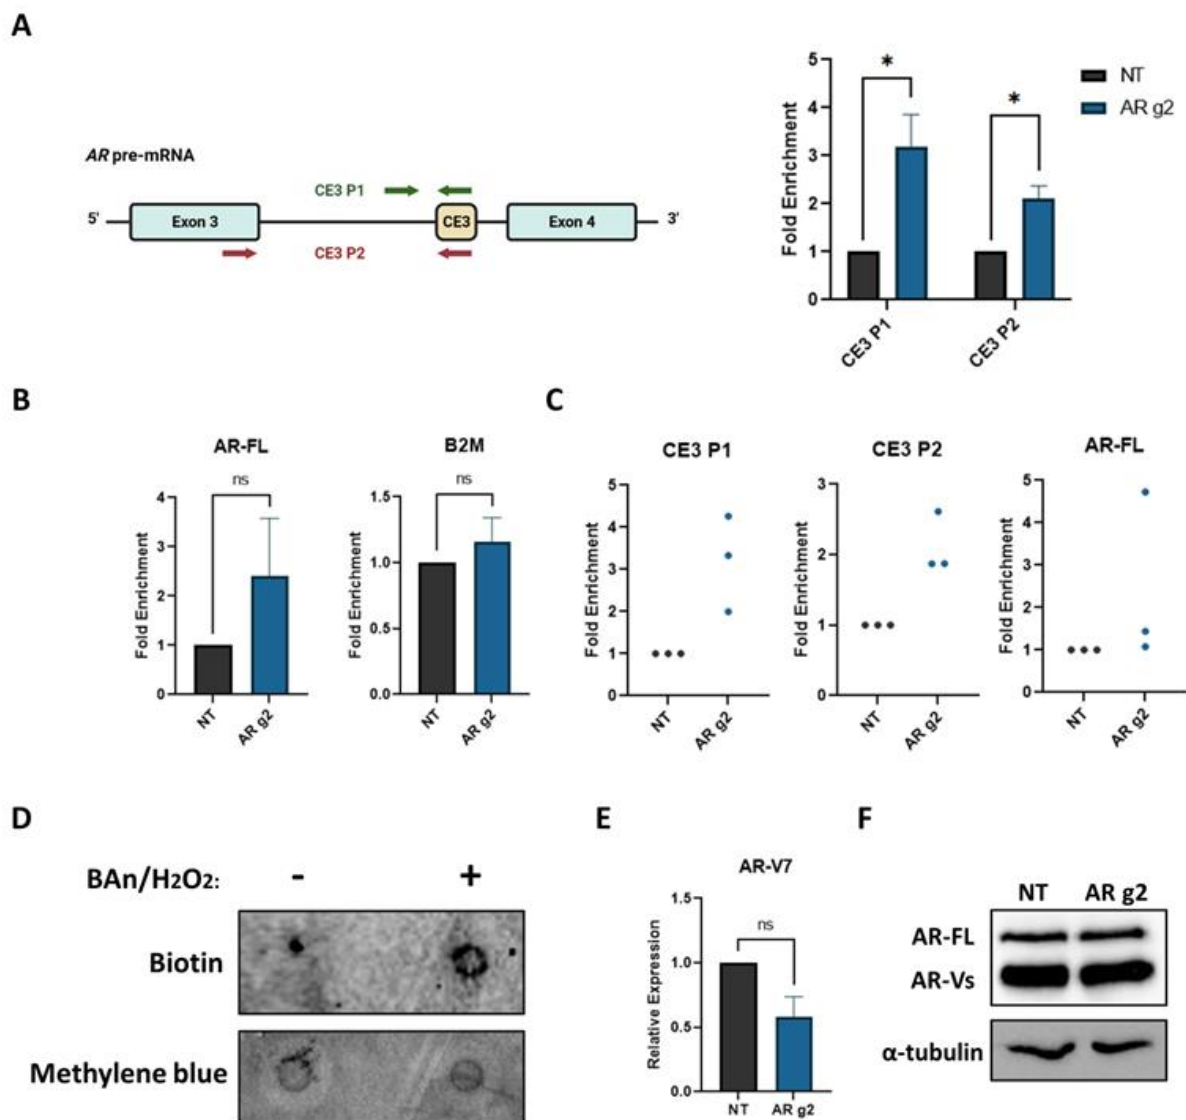 A
AR pre-mRNA
CE3 P1
5' Exon 3 CE3 Exon 4 3'
CE3 P2
Fold Enrichment
5
4
3
2
1
0
*
*
CE3 P1
CE3 P2
NT
AR g2
B
AR-FL
Fold Enrichment
4
3
2
1
0
ns
NT
AR g2
B2M
Fold Enrichment
1.5
1.0
0.5
0.0
ns
NT
AR g2
C
CE3 P1
Fold Enrichment
5
4
3
2
1
0
NT
AR g2
CE3 P2
Fold Enrichment
3
2
1
0
NT
AR g2
AR-FL
Fold Enrichment
5
4
3
2
1
0
NT
AR g2
D
BAn/H2O2: - +
Biotin
Methylene blue
E
AR-V7
Relative Expression
1.5
1.0
0.5
0.0
ns
NT
AR g2
F
NT AR g2
AR-FL
AR-Vs
α-tubulin